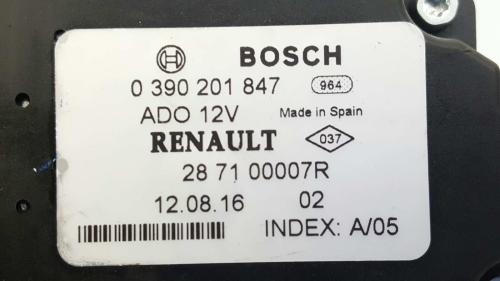 BOSCH
0 390 201 847 964
ADO 12V Made in Spain
RENAULT 037
28 71 00007R
12.08.16 02
INDEX: A/05